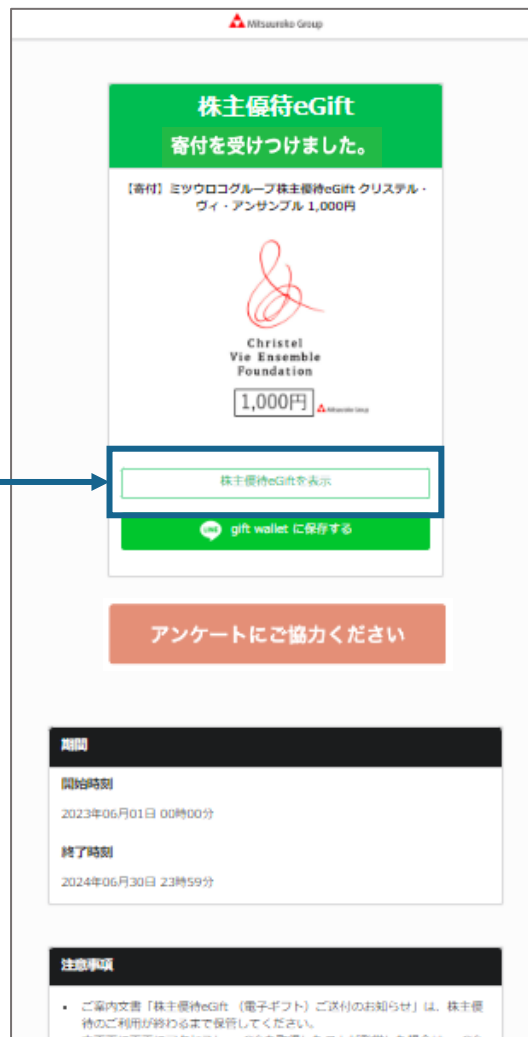 Mitsuuroko Group
株主優待eGift
寄付を受けつけました。
【寄付】ミツウロコグループ株主優待eGift クリステル・
ヴィ・アンサンブル 1,000円
Christel
Vie Ensemble
Foundation
1,000円 Mitsuuroko Group
株主優待eGiftを表示
LINE gift wallet に保存する
アンケートにご協力ください
期間
開始時刻
2023年06月01日 00時00分
終了時刻
2024年06月30日 23時59分
注意事項
• ご案内文書「株主優待eGift （電子ギフト）ご送付のお知らせ」は、株主優
待のご利用が終わるまで保管してください。